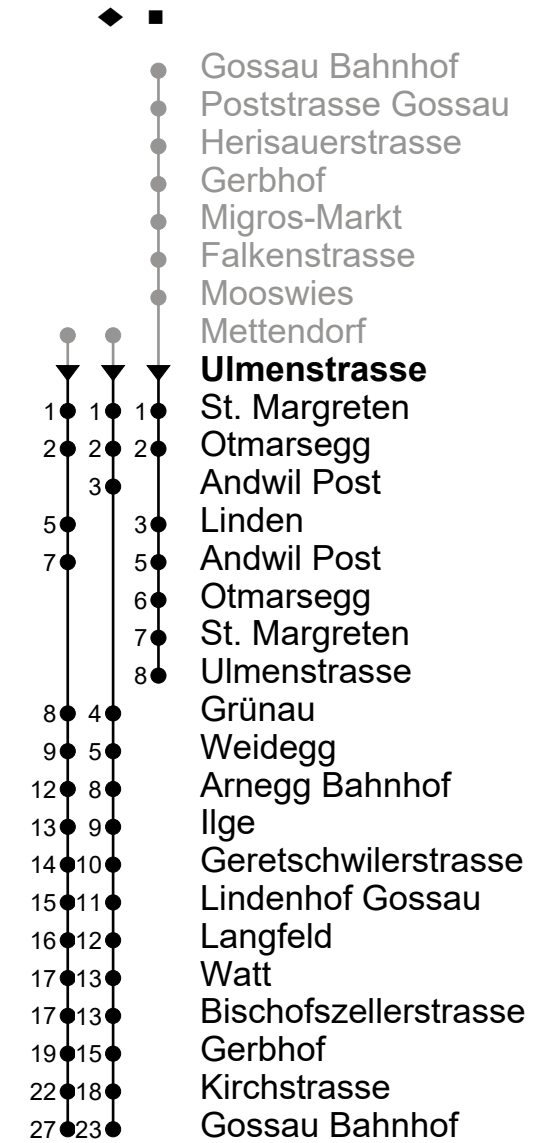 Gossau Bahnhof
Poststrasse Gossau
Herisauerstrasse
Gerbhof
Migros-Markt
Falkenstrasse
Mooswies
Mettendorf
Ulmenstrasse
1 1 1 St. Margreten
2 2 2 Otmarsegg
3 Andwil Post
5 3 Linden
7 5 Andwil Post
6 Otmarsegg
7 St. Margreten
8 Ulmenstrasse
8 4 Grünau
9 5 Weidegg
12 8 Arnegg Bahnhof
13 9 Ilge
14 10 Geretschwilerstrasse
15 11 Lindenhof Gossau
16 12 Langfeld
17 13 Watt
17 13 Bischofszellerstrasse
19 15 Gerbhof
22 18 Kirchstrasse
27 23 Gossau Bahnhof